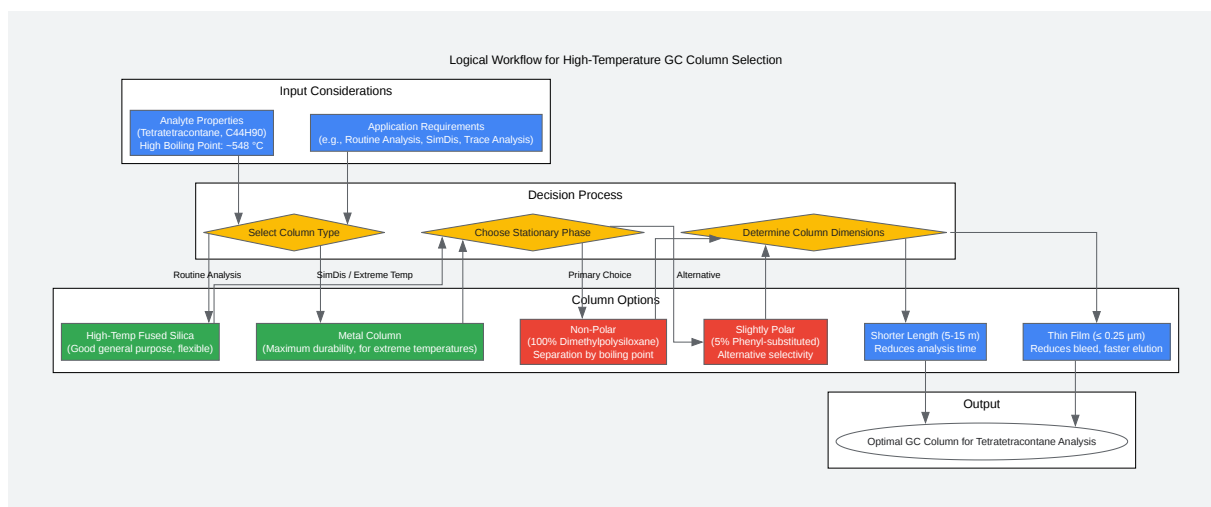 Logical Workflow for High-Temperature GC Column Selection
Input Considerations
Analyte Properties
(Tetratetracontane, C44H90)
High Boiling Point: ~548 °C
Application Requirements
(e.g., Routine Analysis, SimDis, Trace Analysis)
Decision Process
Select Column Type
Choose Stationary Phase
Determine Column Dimensions
Routine Analysis
SimDis / Extreme Temp
Primary Choice
Alternative
Column Options
High-Temp Fused Silica
(Good general purpose, flexible)
Metal Column
(Maximum durability, for extreme temperatures)
Non-Polar
(100% Dimethylpolysiloxane)
Separation by boiling point
Slightly Polar
(5% Phenyl-substituted)
Alternative selectivity
Shorter Length (5-15 m)
Reduces analysis time
Thin Film (≤ 0.25 µm)
Reduces bleed, faster elution
Output
Optimal GC Column for Tetratetracontane Analysis